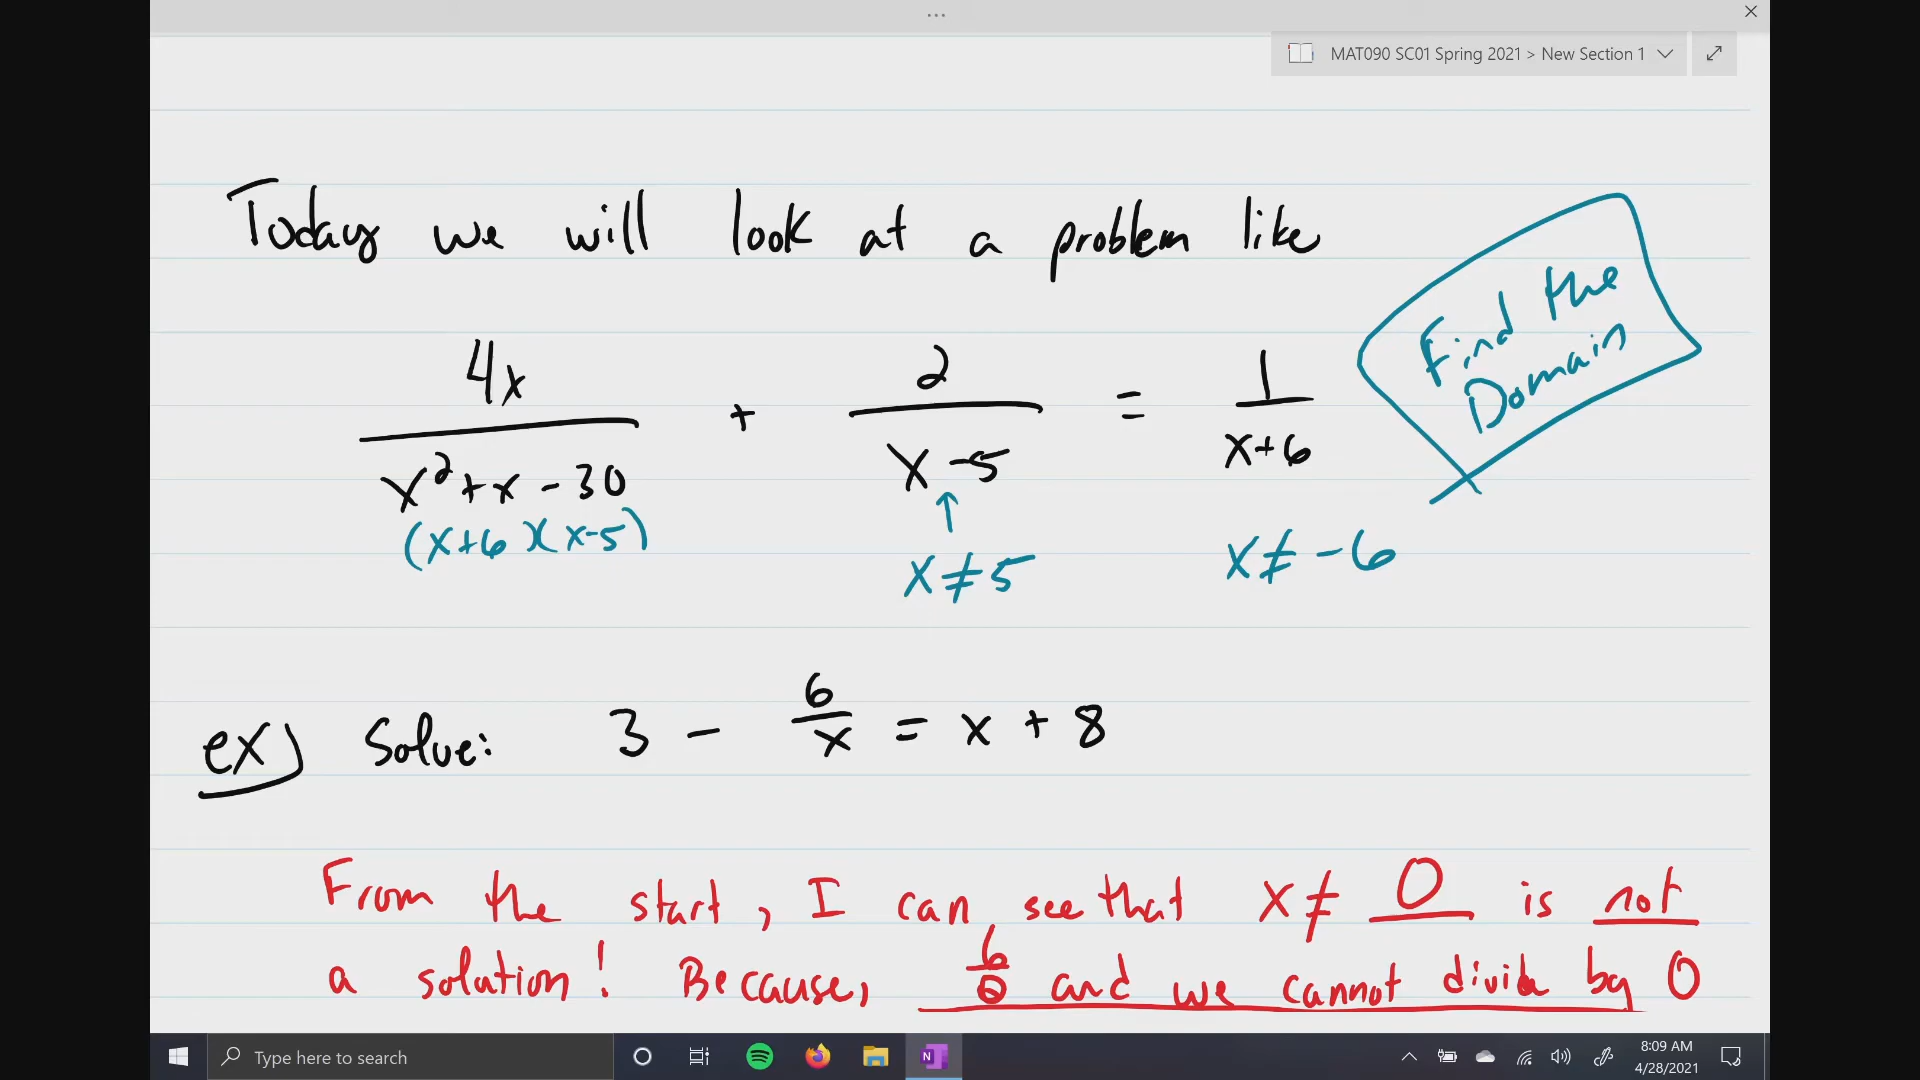 MAT090 SC01 Spring 2021 > New Section 1
Today we will look at a problem like
Find the
Domain
4x / x² + x - 30 + 2 / x - 5 = 1 / x + 6
(x+6)(x-5)
↑
x ≠ 5
x ≠ -6
ex) Solve: 3 - 6/x = x + 8
From the start, I can see that x ≠ 0 is not
a solution! Because, 6/0 and we cannot divide by 0
Type here to search
8:09 AM
4/28/2021